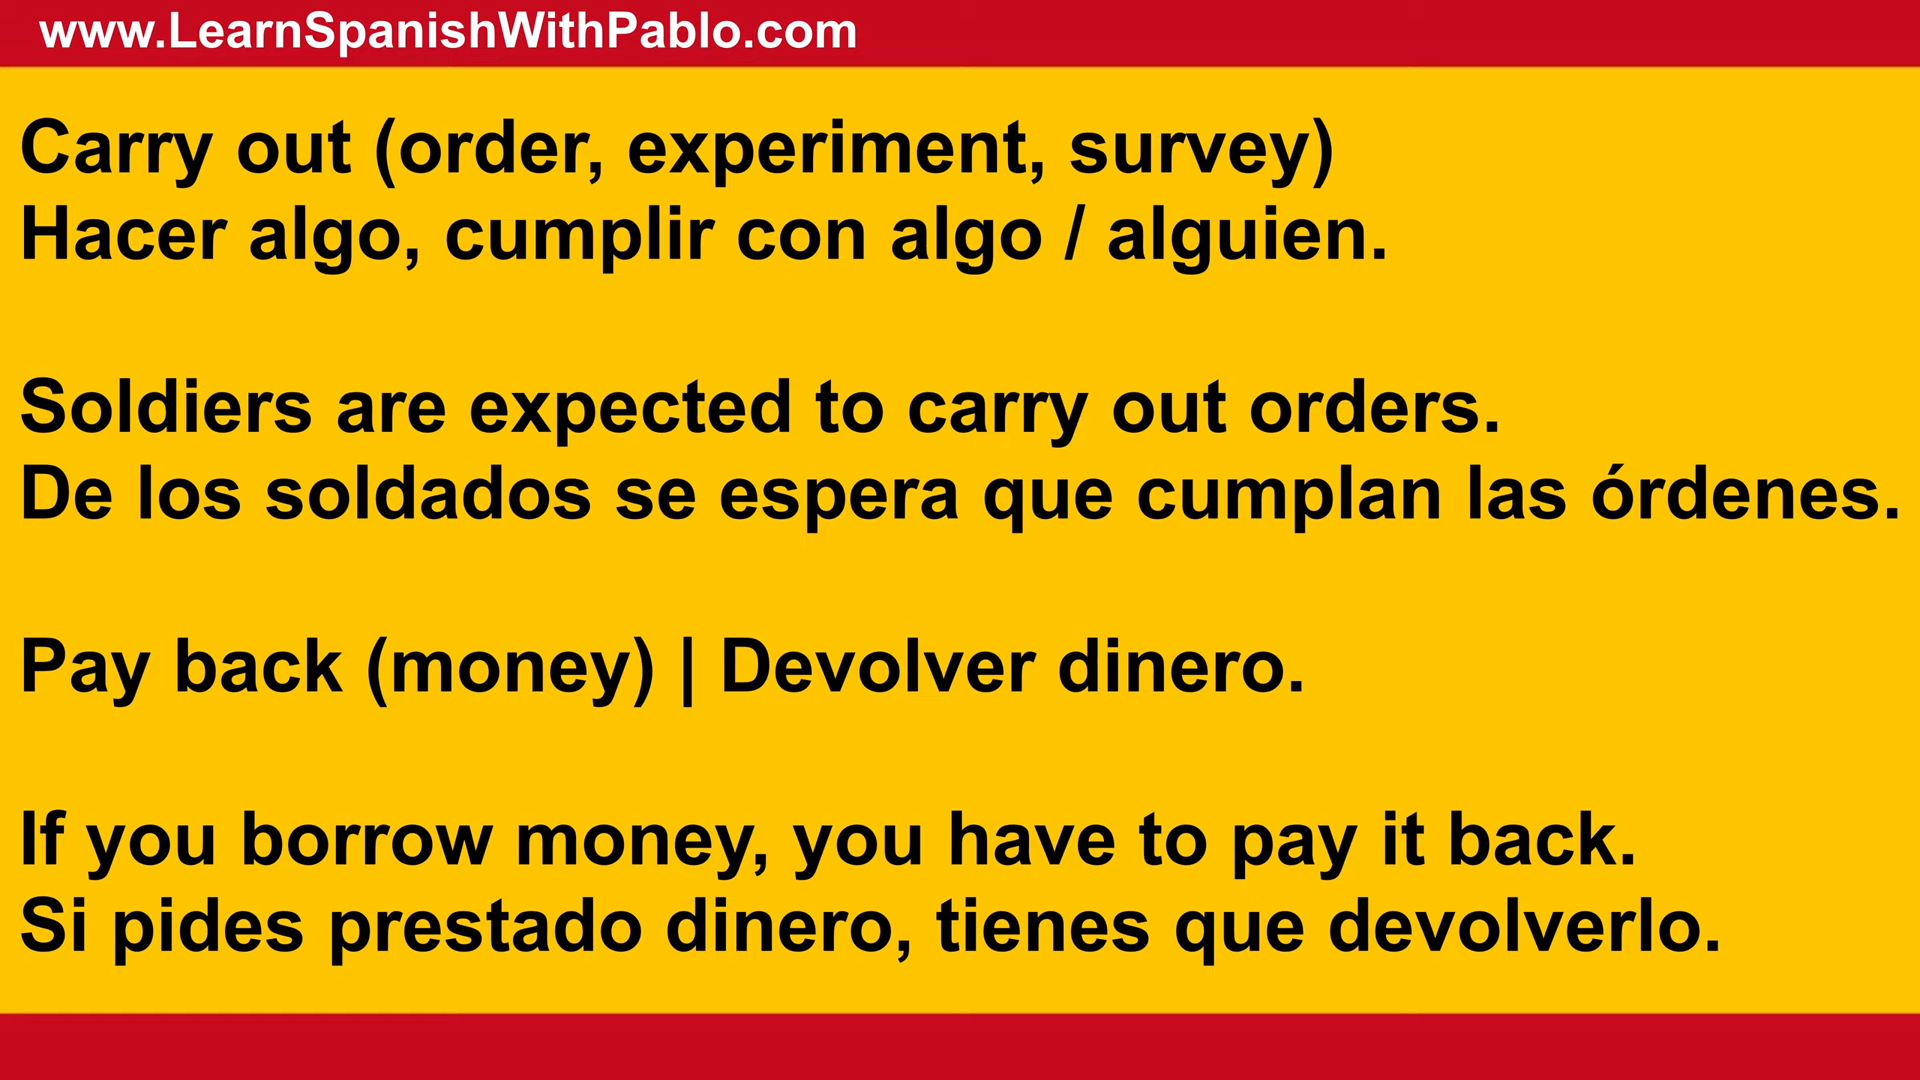 www.LearnSpanishWithPablo.com
Carry out (order, experiment, survey)
Hacer algo, cumplir con algo / alguien.
Soldiers are expected to carry out orders.
De los soldados se espera que cumplan las órdenes.
Pay back (money) | Devolver dinero.
If you borrow money, you have to pay it back.
Si pides prestado dinero, tienes que devolverlo.